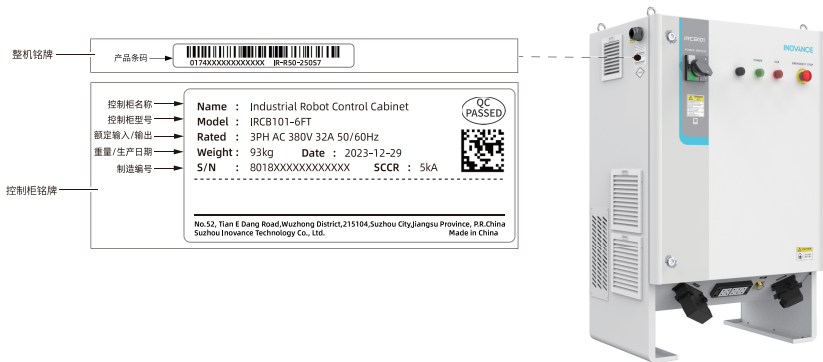 整机铭牌
产品条码
0174XXXXXXXXXXXX IR-R50-250S7
控制柜铭牌
控制柜名称
控制柜型号
额定输入/输出
重量/生产日期
制造编号
Name : Industrial Robot Control Cabinet
Model : IRCB101-6FT
Rated : 3PH AC 380V 32A 50/60Hz
Weight : 93kg Date : 2023-12-29
S/N : 8018XXXXXXXXXXXX SCCR : 5kA
QC
PASSED
No.52, Tian E Dang Road,Wuzhong District,215104,Suzhou City,Jiangsu Province, P.R.China
Suzhou Inovance Technology Co., Ltd. Made in China
INOVANCE